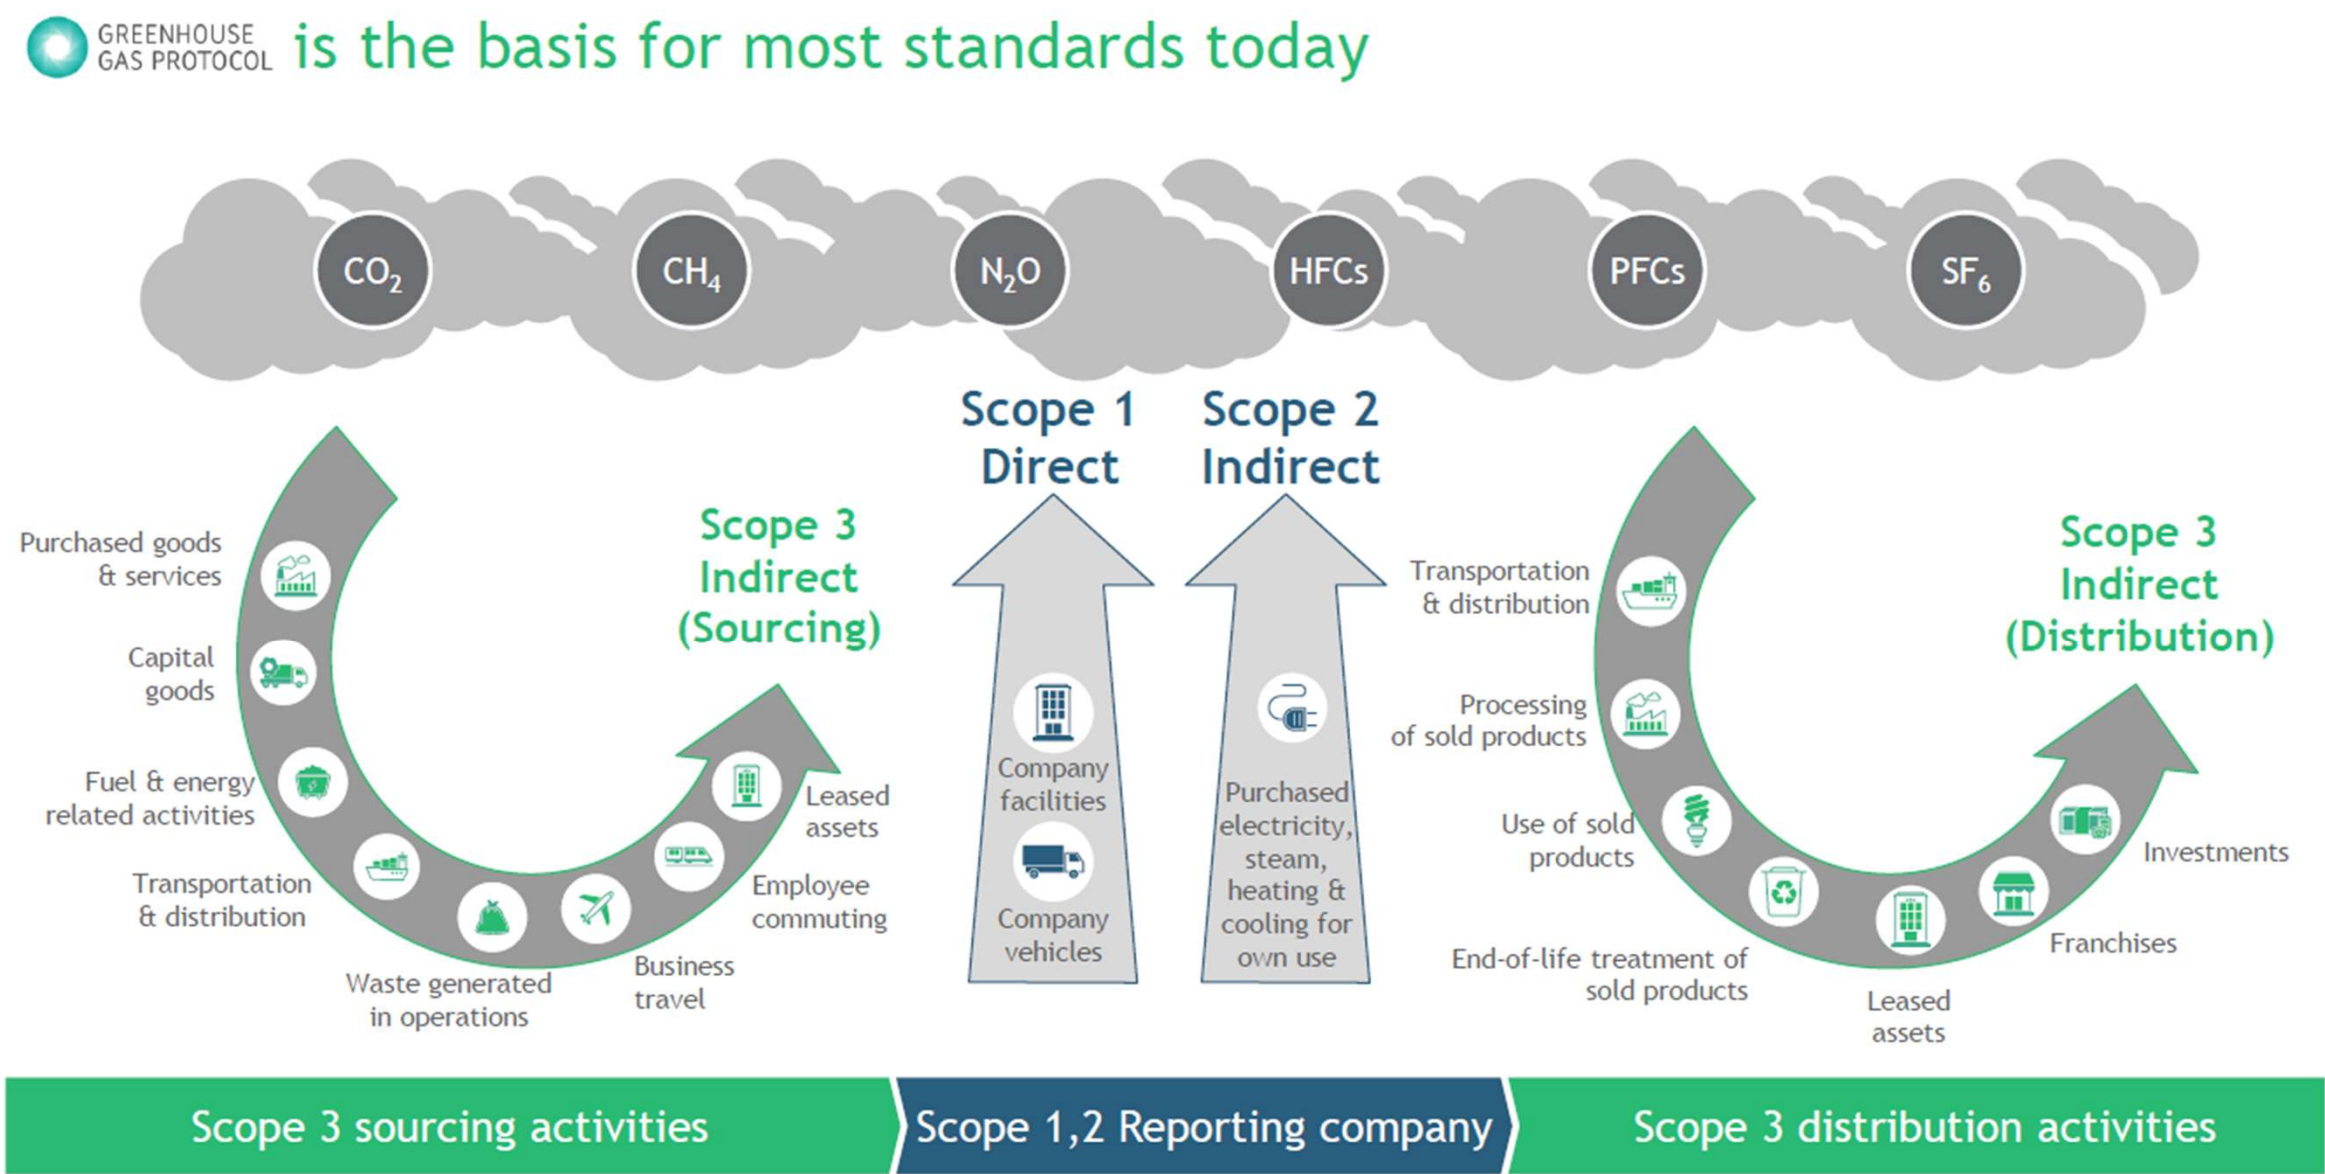 GREENHOUSE
GAS PROTOCOL
is the basis for most standards today
CO₂
CH₄
N₂O
HFCs
PFCs
SF₆
Purchased goods
& services
Capital
goods
Fuel & energy
related activities
Transportation
& distribution
Waste generated
in operations
Business
travel
Employee
commuting
Leased
assets
Scope 3
Indirect
(Sourcing)
Scope 1
Direct
Company
facilities
Company
vehicles
Scope 2
Indirect
Purchased
electricity,
steam,
heating &
cooling for
own use
Transportation
& distribution
Processing
of sold products
Use of sold
products
End-of-life treatment of
sold products
Leased
assets
Franchises
Investments
Scope 3
Indirect
(Distribution)
Scope 3 sourcing activities
Scope 1,2 Reporting company
Scope 3 distribution activities